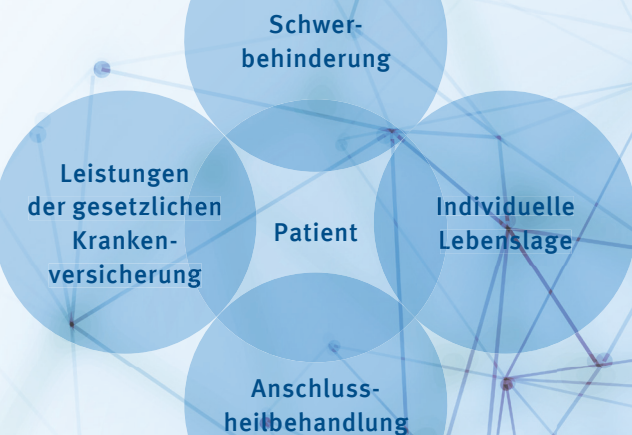 Schwer-
behinderung
Leistungen
der gesetzlichen
Kranken-
versicherung
Patient
Individuelle
Lebenslage
Anschluss-
heilbehandlung